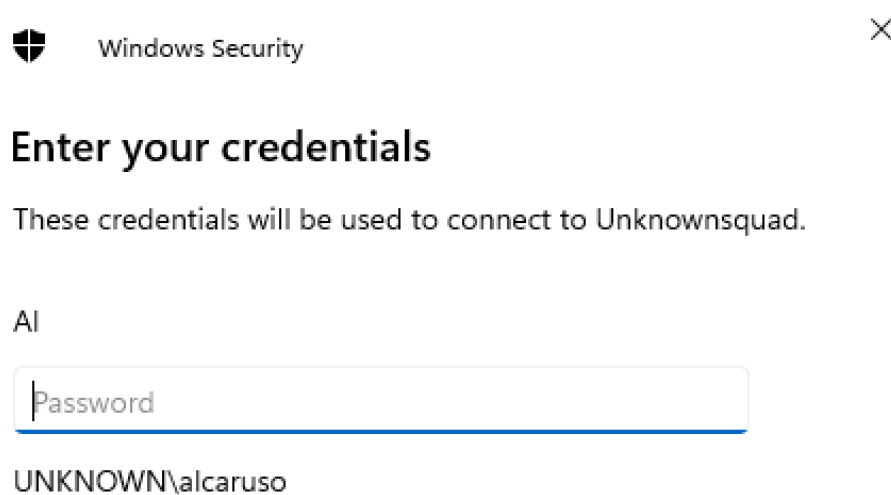 Windows Security
Enter your credentials
These credentials will be used to connect to Unknownsquad.
Al
Password
UNKNOWN\alcaruso